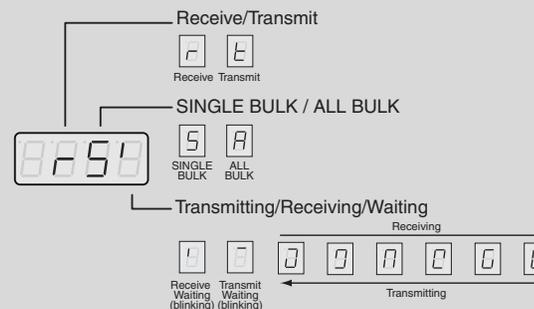 Receive/Transmit
r t
Receive Transmit
SINGLE BULK / ALL BULK
S A
SINGLE BULK
ALL BULK
rS'
Transmitting/Receiving/Waiting
Receiving
Receive Waiting (blinking)
Transmit Waiting (blinking)
Transmitting